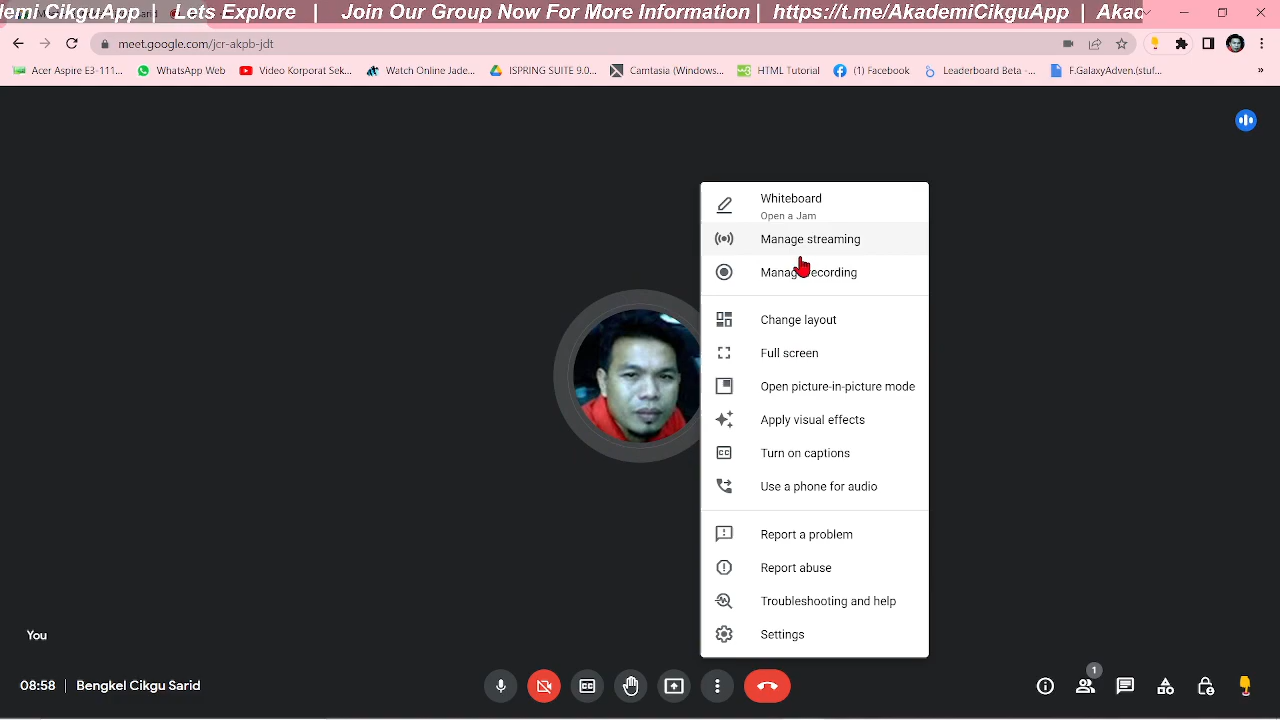 emi CikguApp | Lets Explore | Join Our Group Now For More Information | https://t.me/AkademiCikguApp | Akac
meet.google.com/jcr-akpb-jdt
Acer Aspire E3-111... WhatsApp Web Video Korporat Sek... Watch Online Jade... ISPRING SUITE 9.0... Camtasia (Windows... HTML Tutorial (1) Facebook Leaderboard Beta -... F.GalaxyAdven.(stuf... »
Whiteboard
Open a Jam
Manage streaming
Manage recording
Change layout
Full screen
Open picture-in-picture mode
Apply visual effects
Turn on captions
Use a phone for audio
Report a problem
Report abuse
Troubleshooting and help
Settings
You
08:58 | Bengkel Cikgu Sarid
1